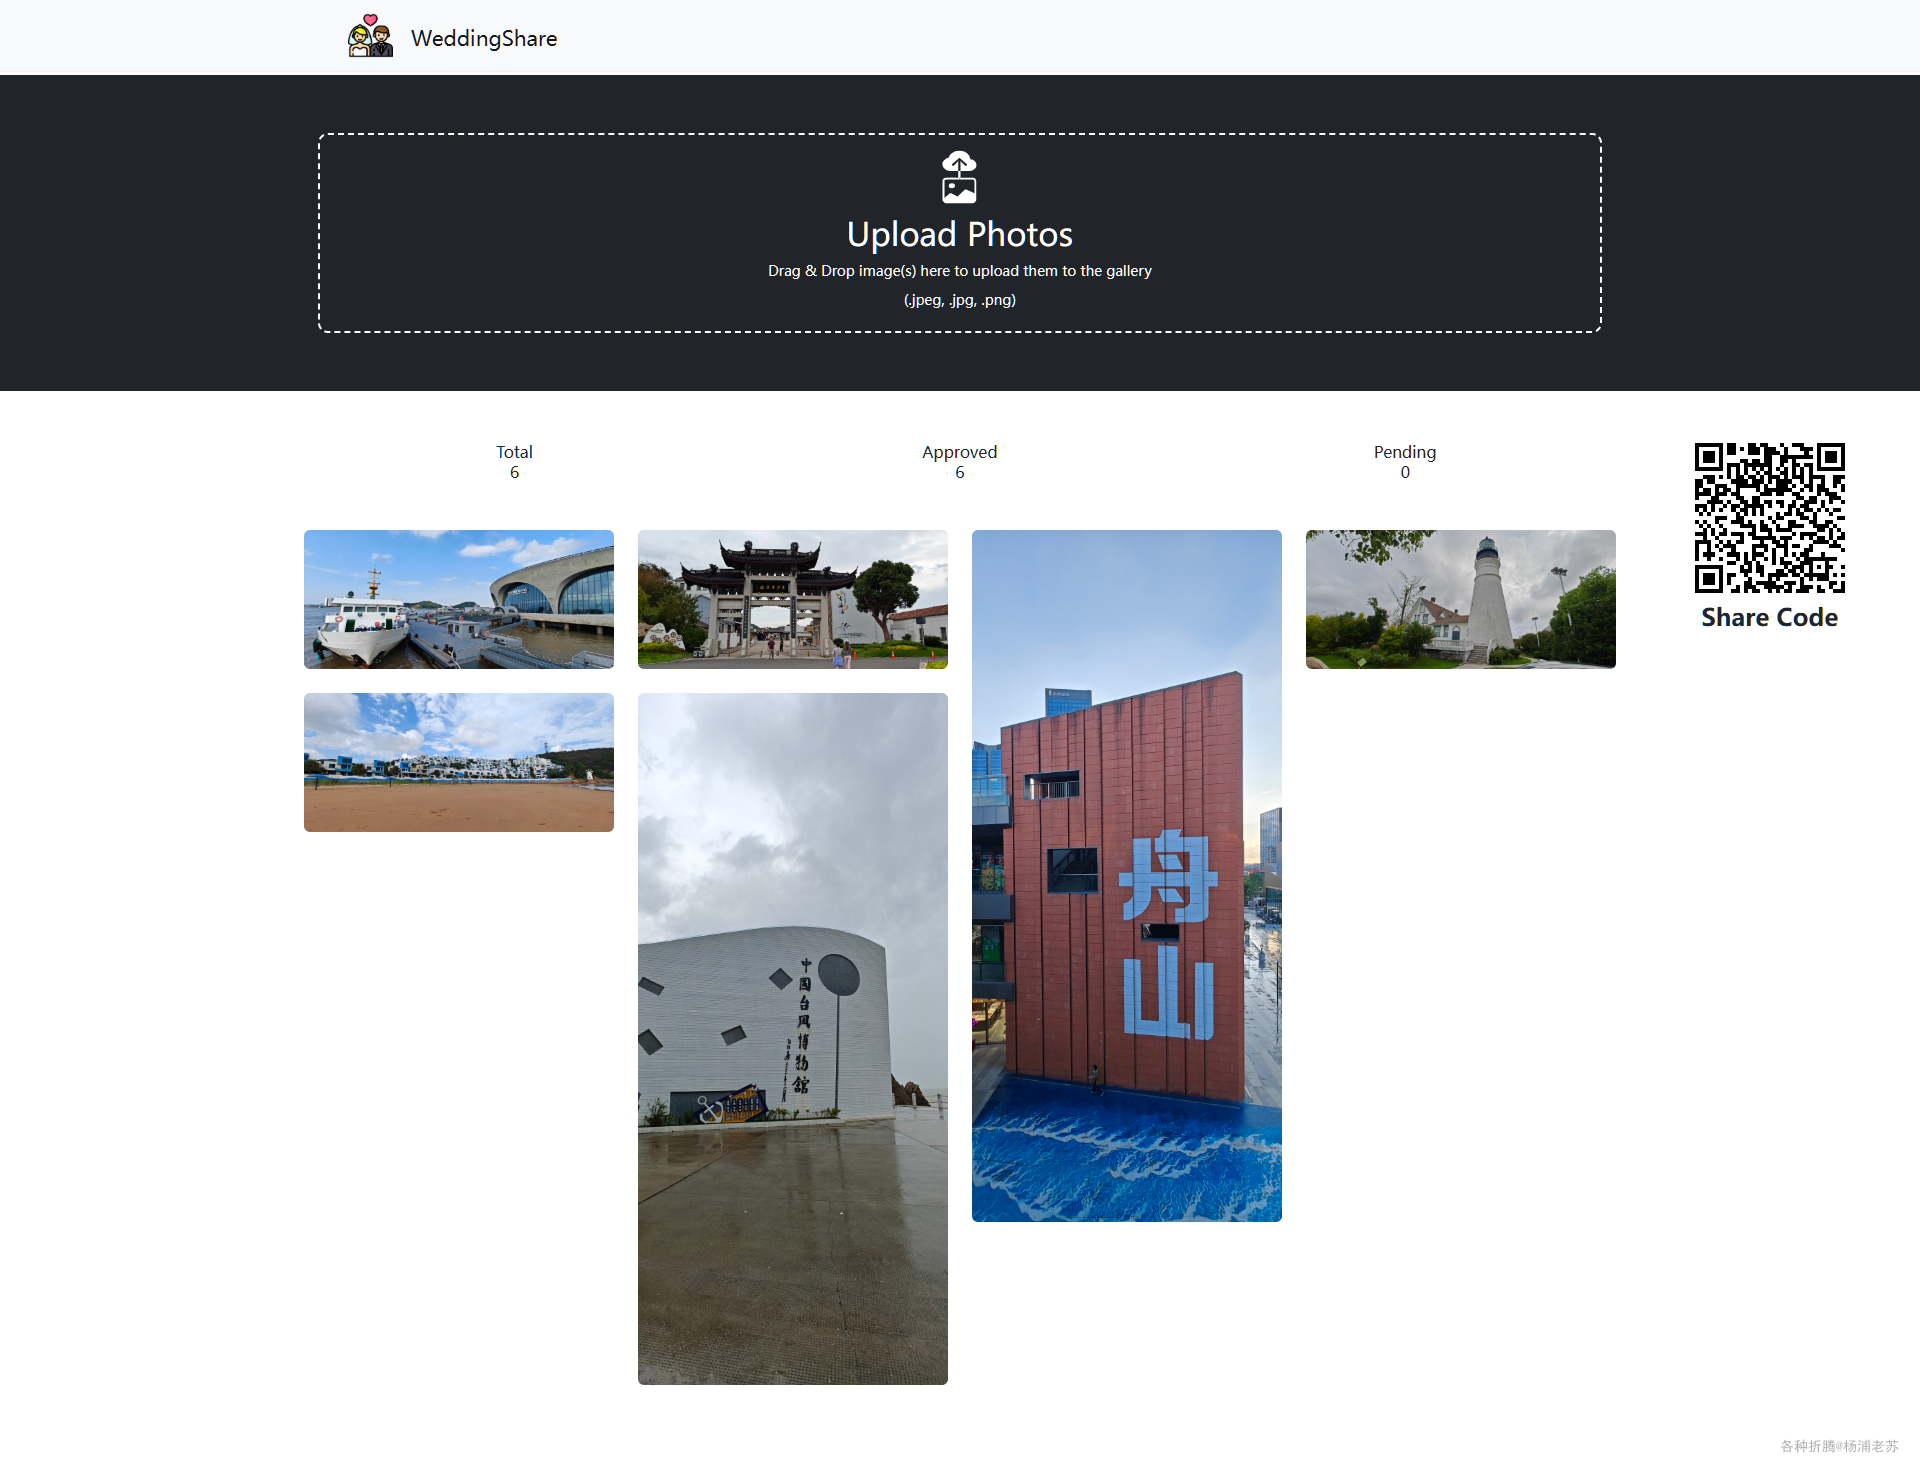 WeddingShare
Upload Photos
Drag & Drop image(s) here to upload them to the gallery
(.jpeg, .jpg, .png)
Total
6
Approved
6
Pending
0
Share Code
中国台风博物馆
舟山
各种折腾@杨浦老苏